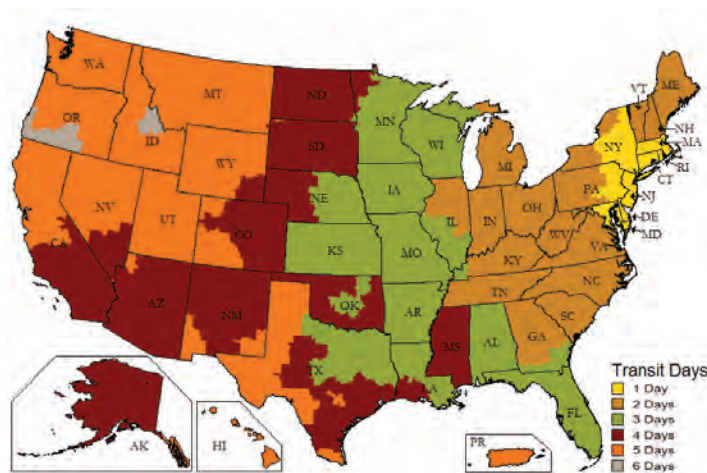 WA
MT
ND
MN
VT
ME
OR
ID
SD
WI
NY
NH
MA
RI
CT
WY
MI
PA
NJ
NV
NE
IA
OH
DE
MD
UT
CO
IL
IN
WV
VA
CA
KS
MO
KY
NC
AZ
NM
OK
AR
TN
SC
MS
AL
GA
TX
LA
FL
AK
HI
PR
Transit Days
1 Day
2 Days
3 Days
4 Days
5 Days
6 Days